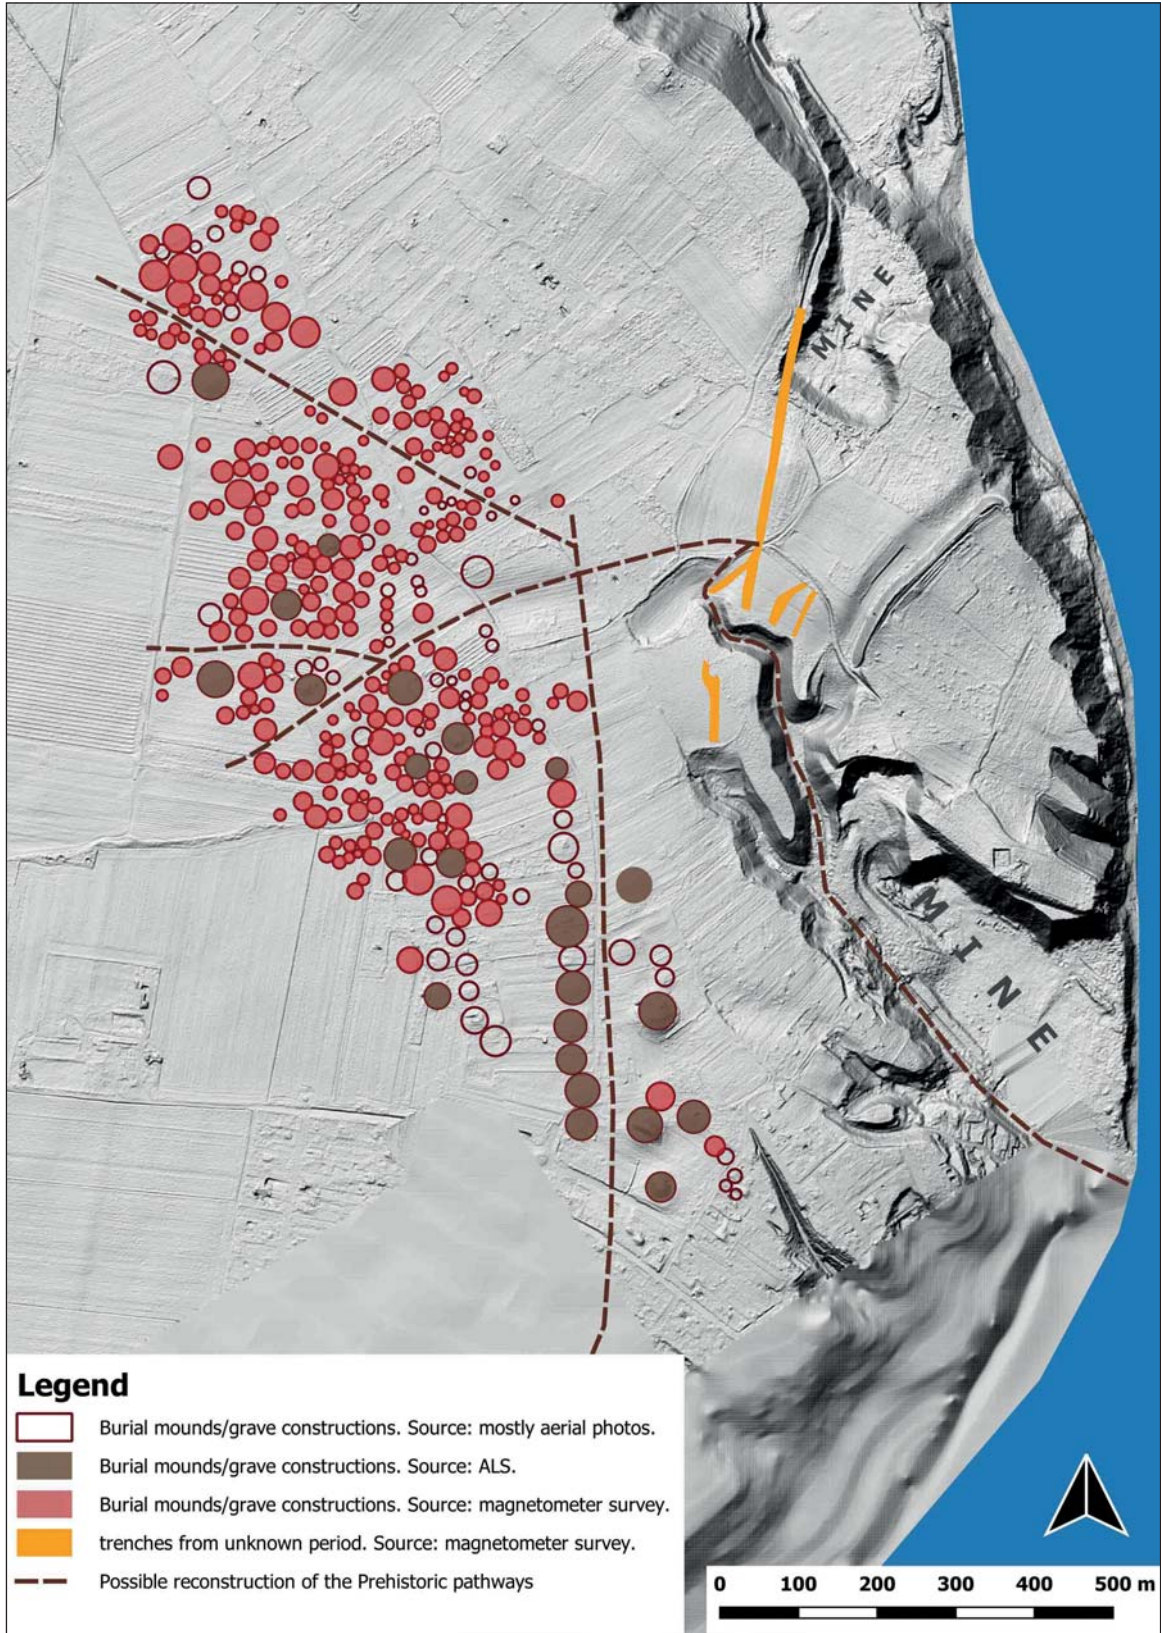 MINE
MINE
Legend
Burial mounds/grave constructions. Source: mostly aerial photos.
Burial mounds/grave constructions. Source: ALS.
Burial mounds/grave constructions. Source: magnetometer survey.
trenches from unknown period. Source: magnetometer survey.
Possible reconstruction of the Prehistoric pathways
0 100 200 300 400 500 m